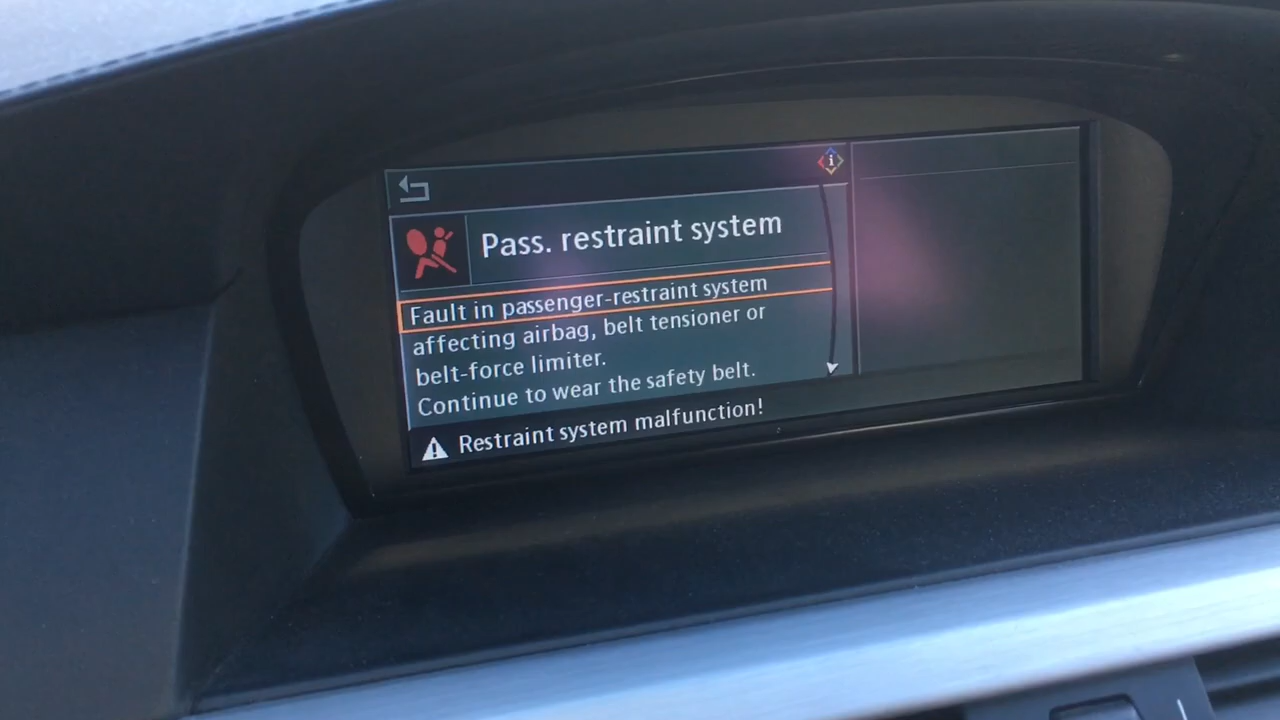 Pass. restraint system
Fault in passenger-restraint system
affecting airbag, belt tensioner or
belt-force limiter.
Continue to wear the safety belt.
Restraint system malfunction!